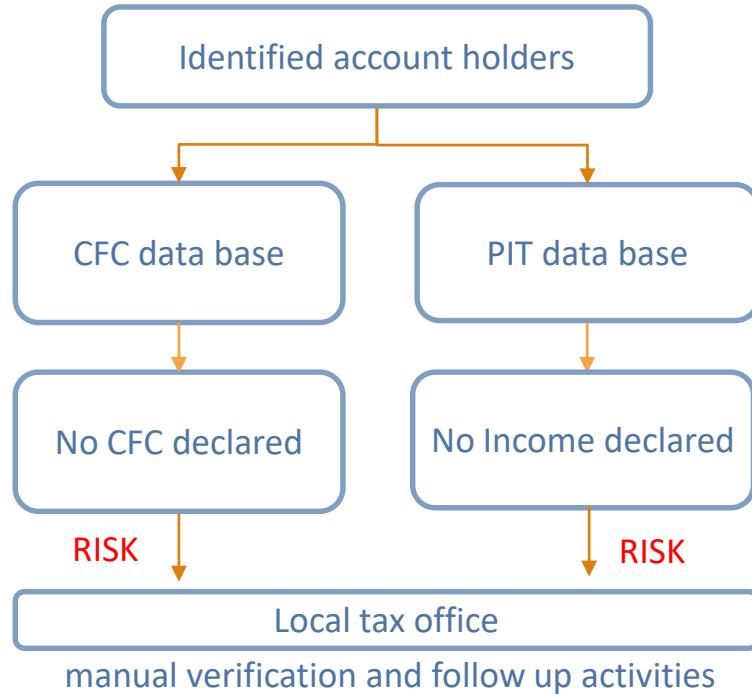 Identified account holders
CFC data base
PIT data base
No CFC declared
No Income declared
RISK
RISK
Local tax office
manual verification and follow up activities